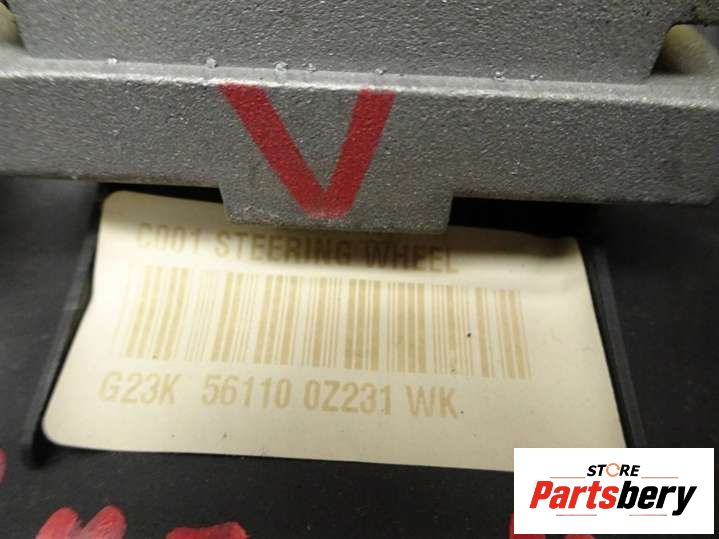 V
C001 STEERING WHEEL
G23K 56110 0Z231 WK
STORE
Partsbery